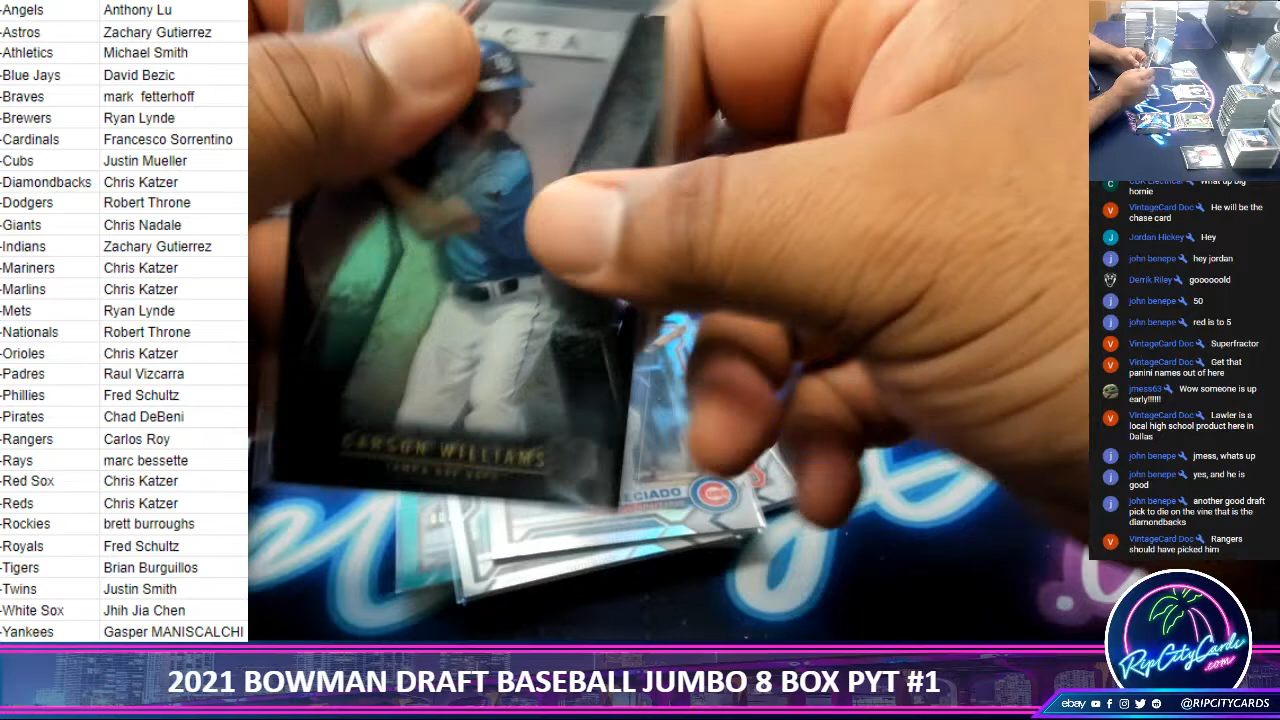 -Angels Anthony Lu
-Astros Zachary Gutierrez
-Athletics Michael Smith
-Blue Jays David Bezic
-Braves mark fetterhoff
-Brewers Ryan Lynde
-Cardinals Francesco Sorrentino
-Cubs Justin Mueller
-Diamondbacks Chris Katzer
-Dodgers Robert Throne
-Giants Chris Nadale
-Indians Zachary Gutierrez
-Mariners Chris Katzer
-Marlins Chris Katzer
-Mets Ryan Lynde
-Nationals Robert Throne
-Orioles Chris Katzer
-Padres Raul Vizcarra
-Phillies Fred Schultz
-Pirates Chad DeBeni
-Rangers Carlos Roy
-Rays marc bessette
-Red Sox Chris Katzer
-Reds Chris Katzer
-Rockies brett burroughs
-Royals Fred Schultz
-Tigers Brian Burguillos
-Twins Justin Smith
-White Sox Jhih Jia Chen
-Yankees Gasper MANISCALCHI
CARSON WILLIAMS
ECIADO
homie
VintageCard Doc He will be the
chase card
Jordan Hickey Hey
john benepe hey jordan
Derrik Riley goooooold
john benepe 50
john benepe red is to 5
VintageCard Doc Superfractor
VintageCard Doc Get that
panini names out of here
jmess63 Wow someone is up
early!!!!!!
VintageCard Doc Lawler is a
local high school product here in
Dallas
john benepe jmess, whats up
john benepe yes, and he is
good
john benepe another good draft
pick to die on the vine that is the
diamondbacks
VintageCard Doc Rangers
should have picked him
RipCityCards
.com
2021 BOWMAN DRAFT BASEBALL JUMBO 8 BOX PYT #1
ebay @RIPCITYCARDS